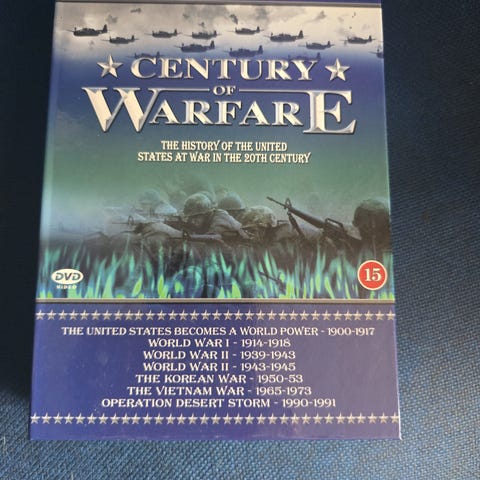 CENTURY
OF
WARFARE
THE HISTORY OF THE UNITED
STATES AT WAR IN THE 20TH CENTURY
DVD
VIDEO
15
THE UNITED STATES BECOMES A WORLD POWER - 1900-1917
WORLD WAR I - 1914-1918
WORLD WAR II - 1939-1943
WORLD WAR II - 1943-1945
THE KOREAN WAR - 1950-53
THE VIETNAM WAR - 1965-1973
OPERATION DESERT STORM - 1990-1991